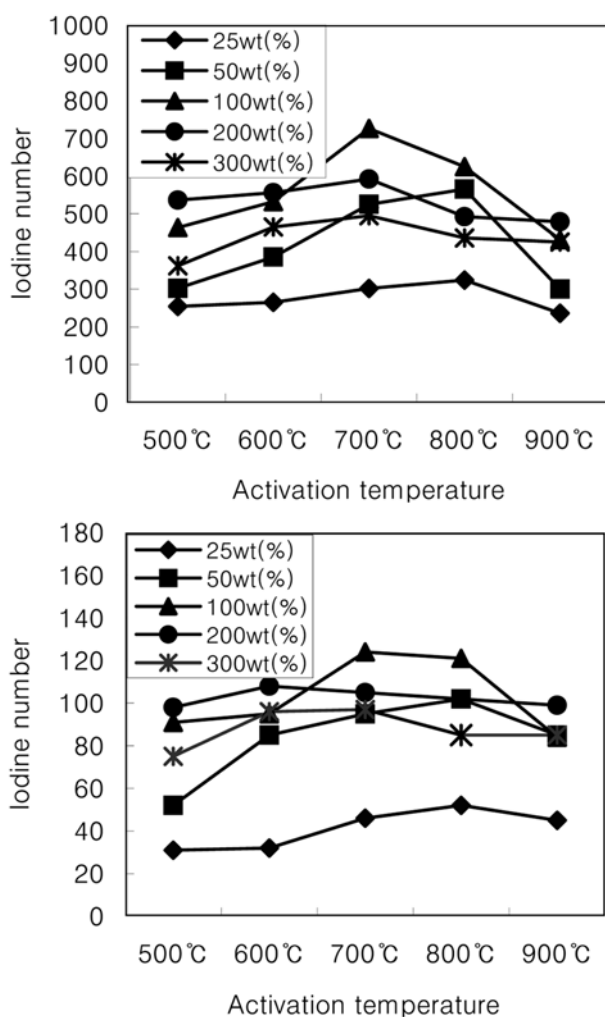 1000
900
800
700
600
500
400
300
200
100
0
Iodine number
25wt(%)
50wt(%)
100wt(%)
200wt(%)
300wt(%)
500℃ 600℃ 700℃ 800℃ 900℃
Activation temperature
180
160
140
120
100
80
60
40
20
0
Iodine number
25wt(%)
50wt(%)
100wt(%)
200wt(%)
300wt(%)
500℃ 600℃ 700℃ 800℃ 900℃
Activation temperature